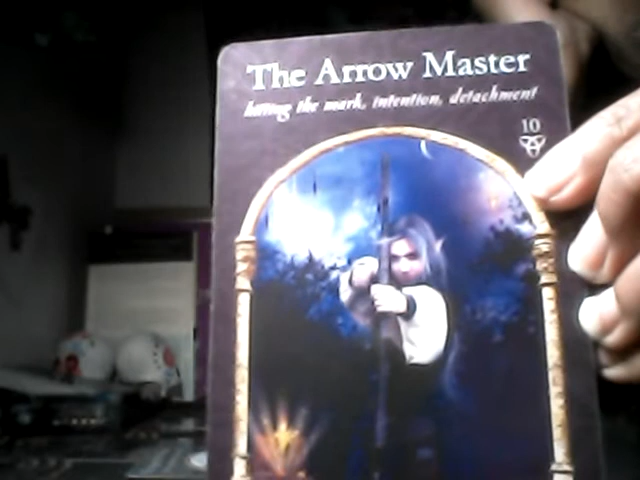 The Arrow Master
hitting the mark, intention, detachment
10